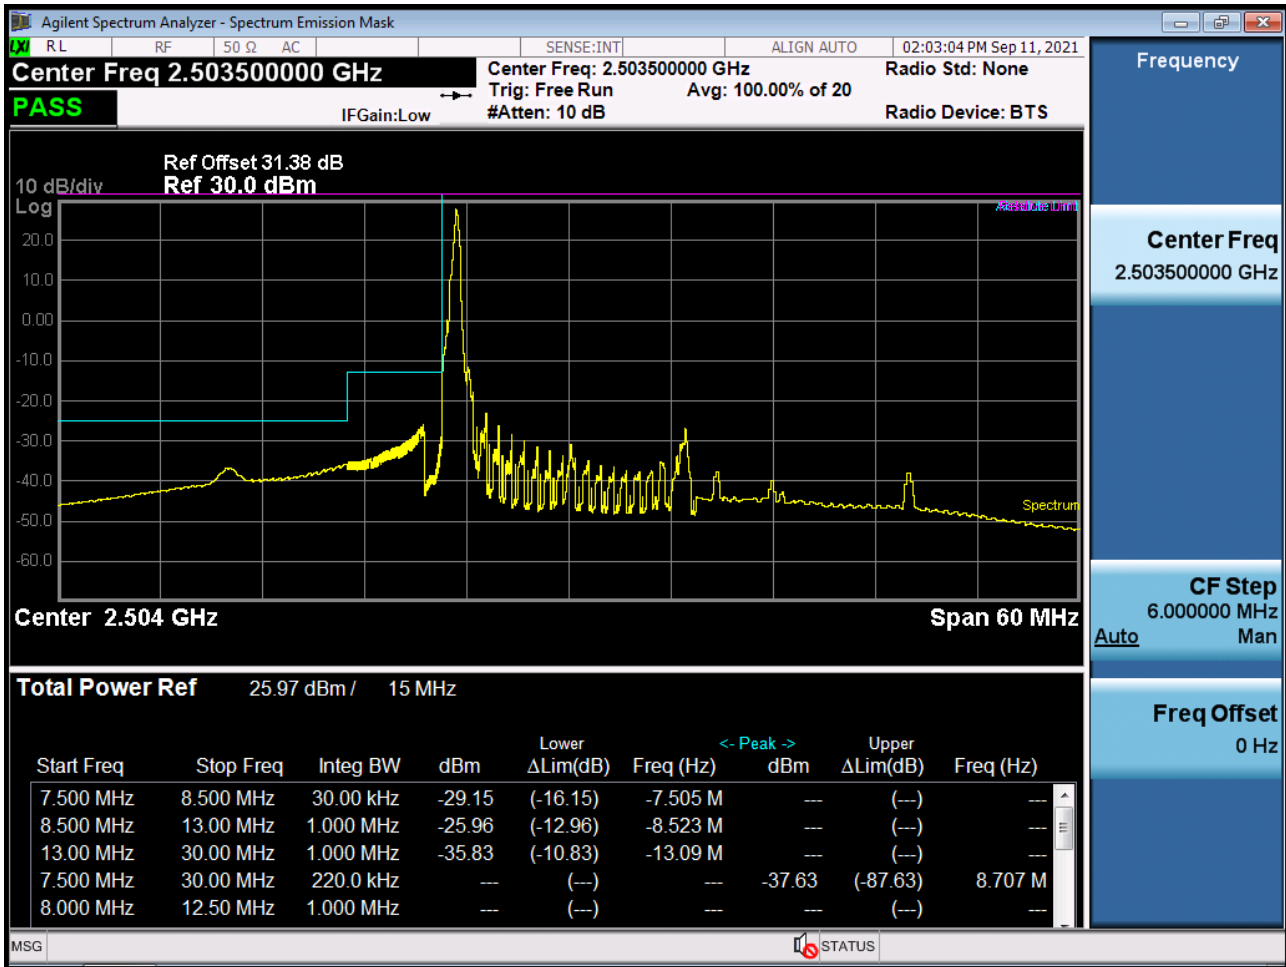 Agilent Spectrum Analyzer - Spectrum Emission Mask
LXI RL RF 50 Ω AC SENSE:INT ALIGN AUTO 02:03:04 PM Sep 11, 2021
Center Freq 2.503500000 GHz
Center Freq: 2.503500000 GHz
Radio Std: None
Trig: Free Run Avg: 100.00% of 20
PASS
IFGain:Low
#Atten: 10 dB
Radio Device: BTS
Ref Offset 31.38 dB
10 dB/div Ref 30.0 dBm
Log
Absolute Limit
20.0
10.0
0.00
-10.0
-20.0
-30.0
-40.0
-50.0
-60.0
Spectrum
Center 2.504 GHz Span 60 MHz
Total Power Ref 25.97 dBm / 15 MHz
Lower <- Peak -> Upper
Start Freq Stop Freq Integ BW dBm ΔLim(dB) Freq (Hz) dBm ΔLim(dB) Freq (Hz)
7.500 MHz 8.500 MHz 30.00 kHz -29.15 (-16.15) -7.505 M --- (---) ---
8.500 MHz 13.00 MHz 1.000 MHz -25.96 (-12.96) -8.523 M --- (---) ---
13.00 MHz 30.00 MHz 1.000 MHz -35.83 (-10.83) -13.09 M --- (---) ---
7.500 MHz 30.00 MHz 220.0 kHz --- (---) --- -37.63 (-87.63) 8.707 M
8.000 MHz 12.50 MHz 1.000 MHz --- (---) --- --- (---) ---
MSG STATUS
Frequency
Center Freq
2.503500000 GHz
CF Step
6.000000 MHz
Auto Man
Freq Offset
0 Hz